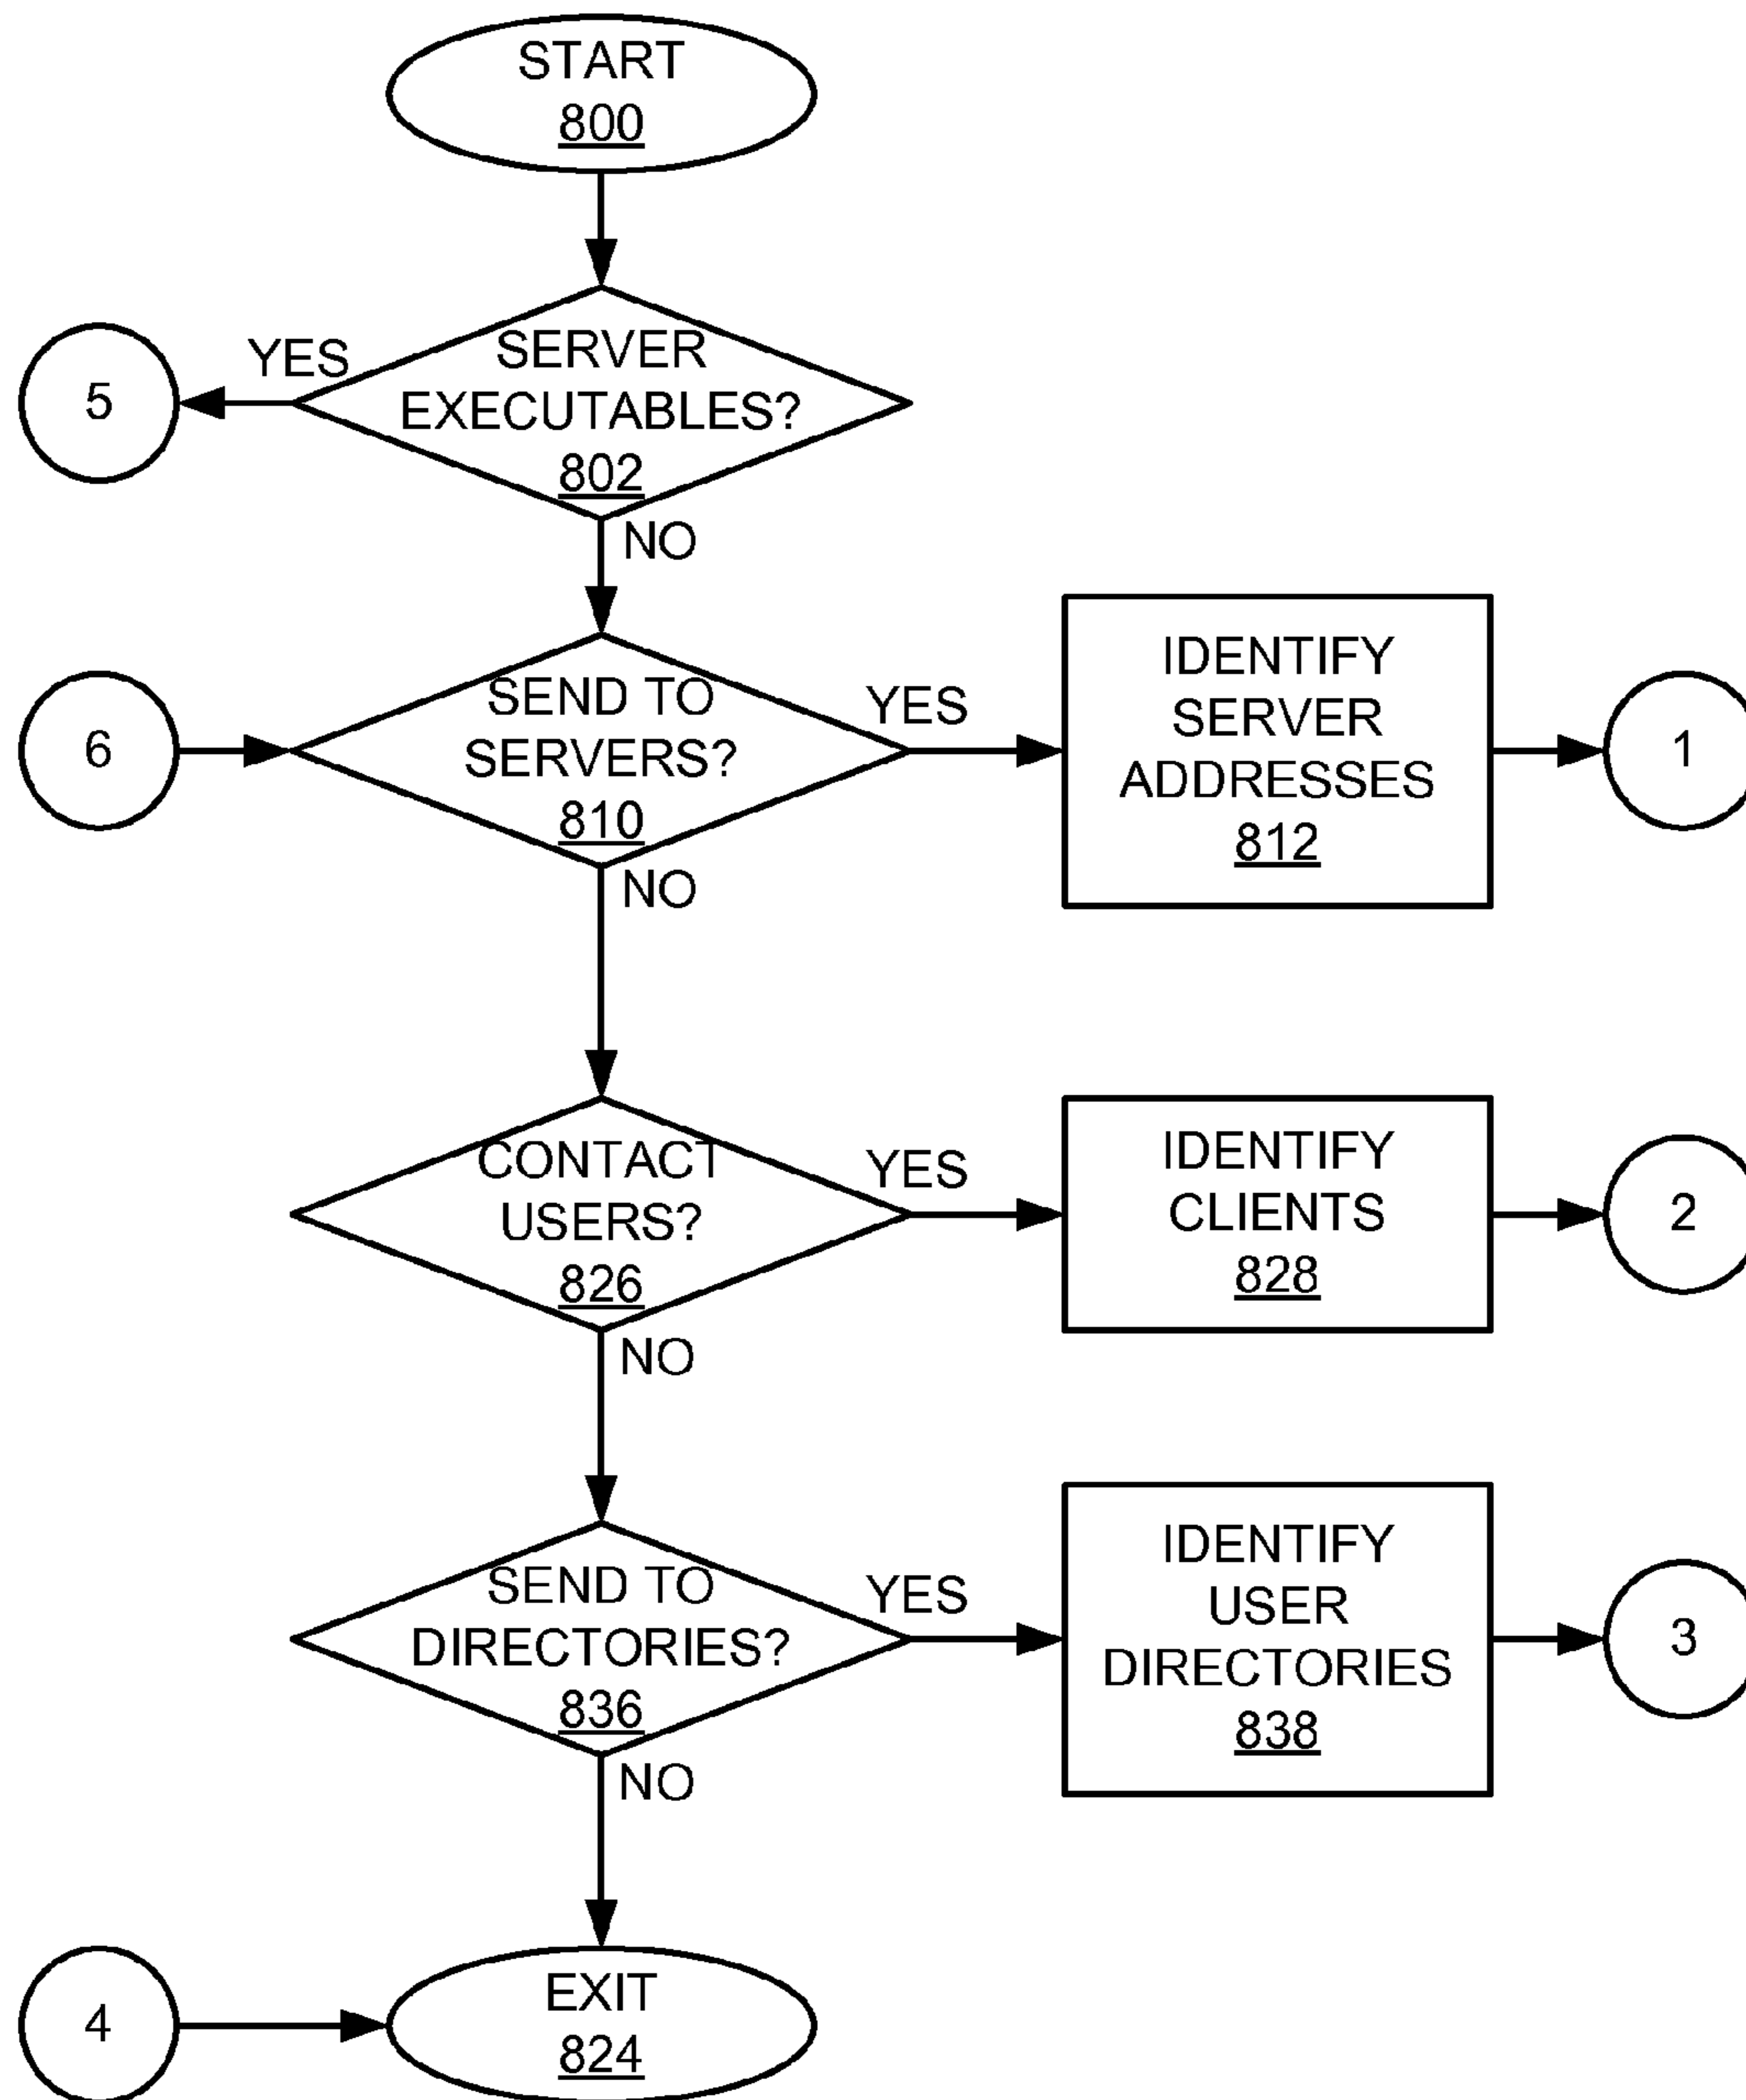 START
800
YES
SERVER
EXECUTABLES?
802
5
NO
6
SEND TO
SERVERS?
810
YES
IDENTIFY
SERVER
ADDRESSES
812
1
NO
CONTACT
USERS?
826
YES
IDENTIFY
CLIENTS
828
2
NO
SEND TO
DIRECTORIES?
836
YES
IDENTIFY
USER
DIRECTORIES
838
3
NO
4
EXIT
824